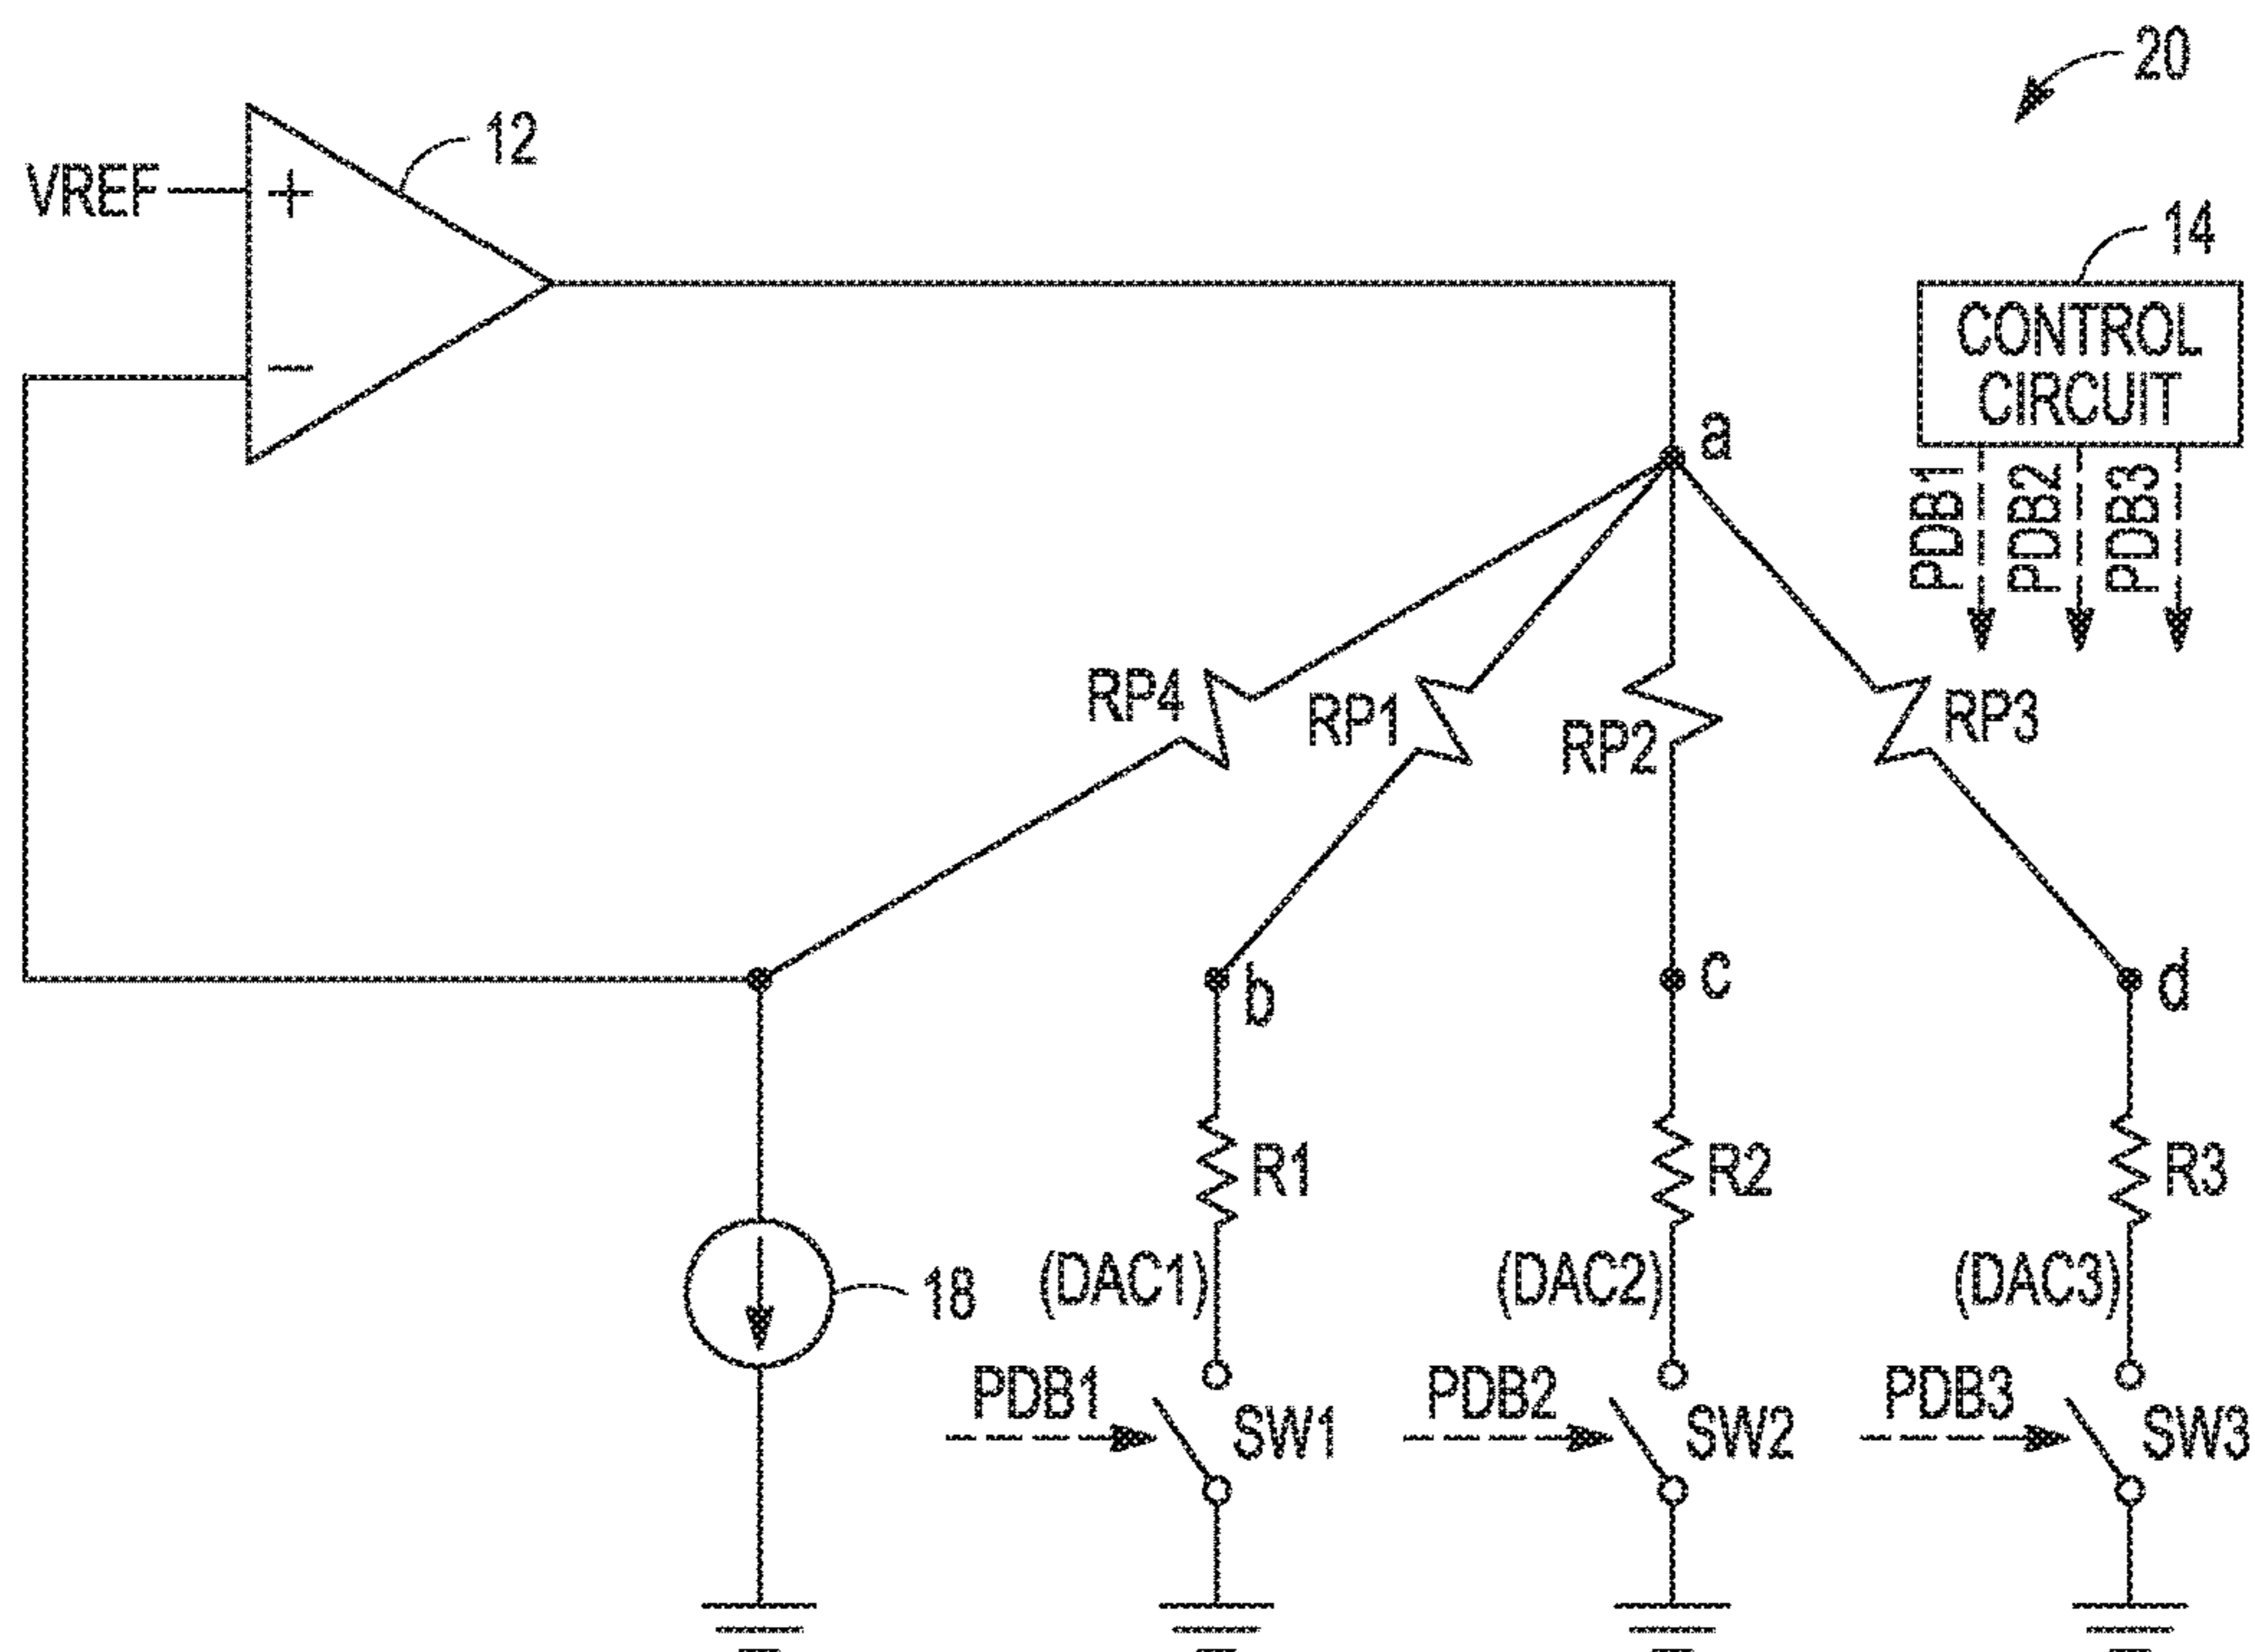 20
12
VREF
+
14
−
CONTROL
CIRCUIT
a
PDB1
PDB2
PDB3
RP4
RP1
RP2
RP3
b
c
d
R1
R2
R3
18
(DAC1)
(DAC2)
(DAC3)
PDB1
SW1
PDB2
SW2
PDB3
SW3